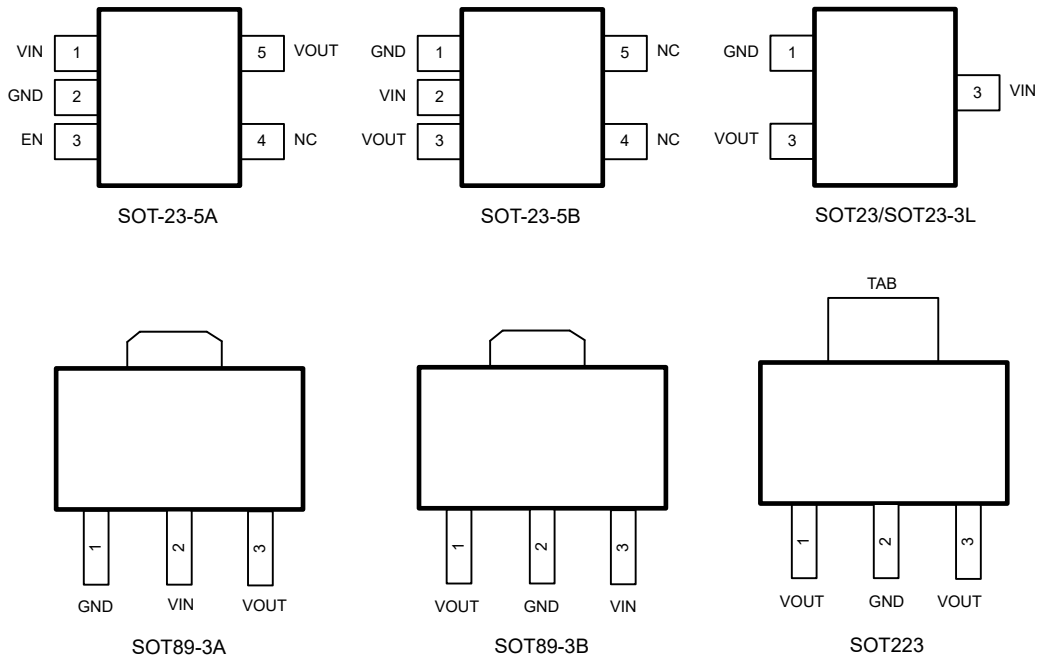 VIN 1 5 VOUT
GND 2
EN 3 4 NC
SOT-23-5A
GND 1 5 NC
VIN 2
VOUT 3 4 NC
SOT-23-5B
GND 1
3 VIN
VOUT 3
SOT23/SOT23-3L
1 2 3
GND VIN VOUT
SOT89-3A
1 2 3
VOUT GND VIN
SOT89-3B
TAB
1 2 3
VOUT GND VOUT
SOT223